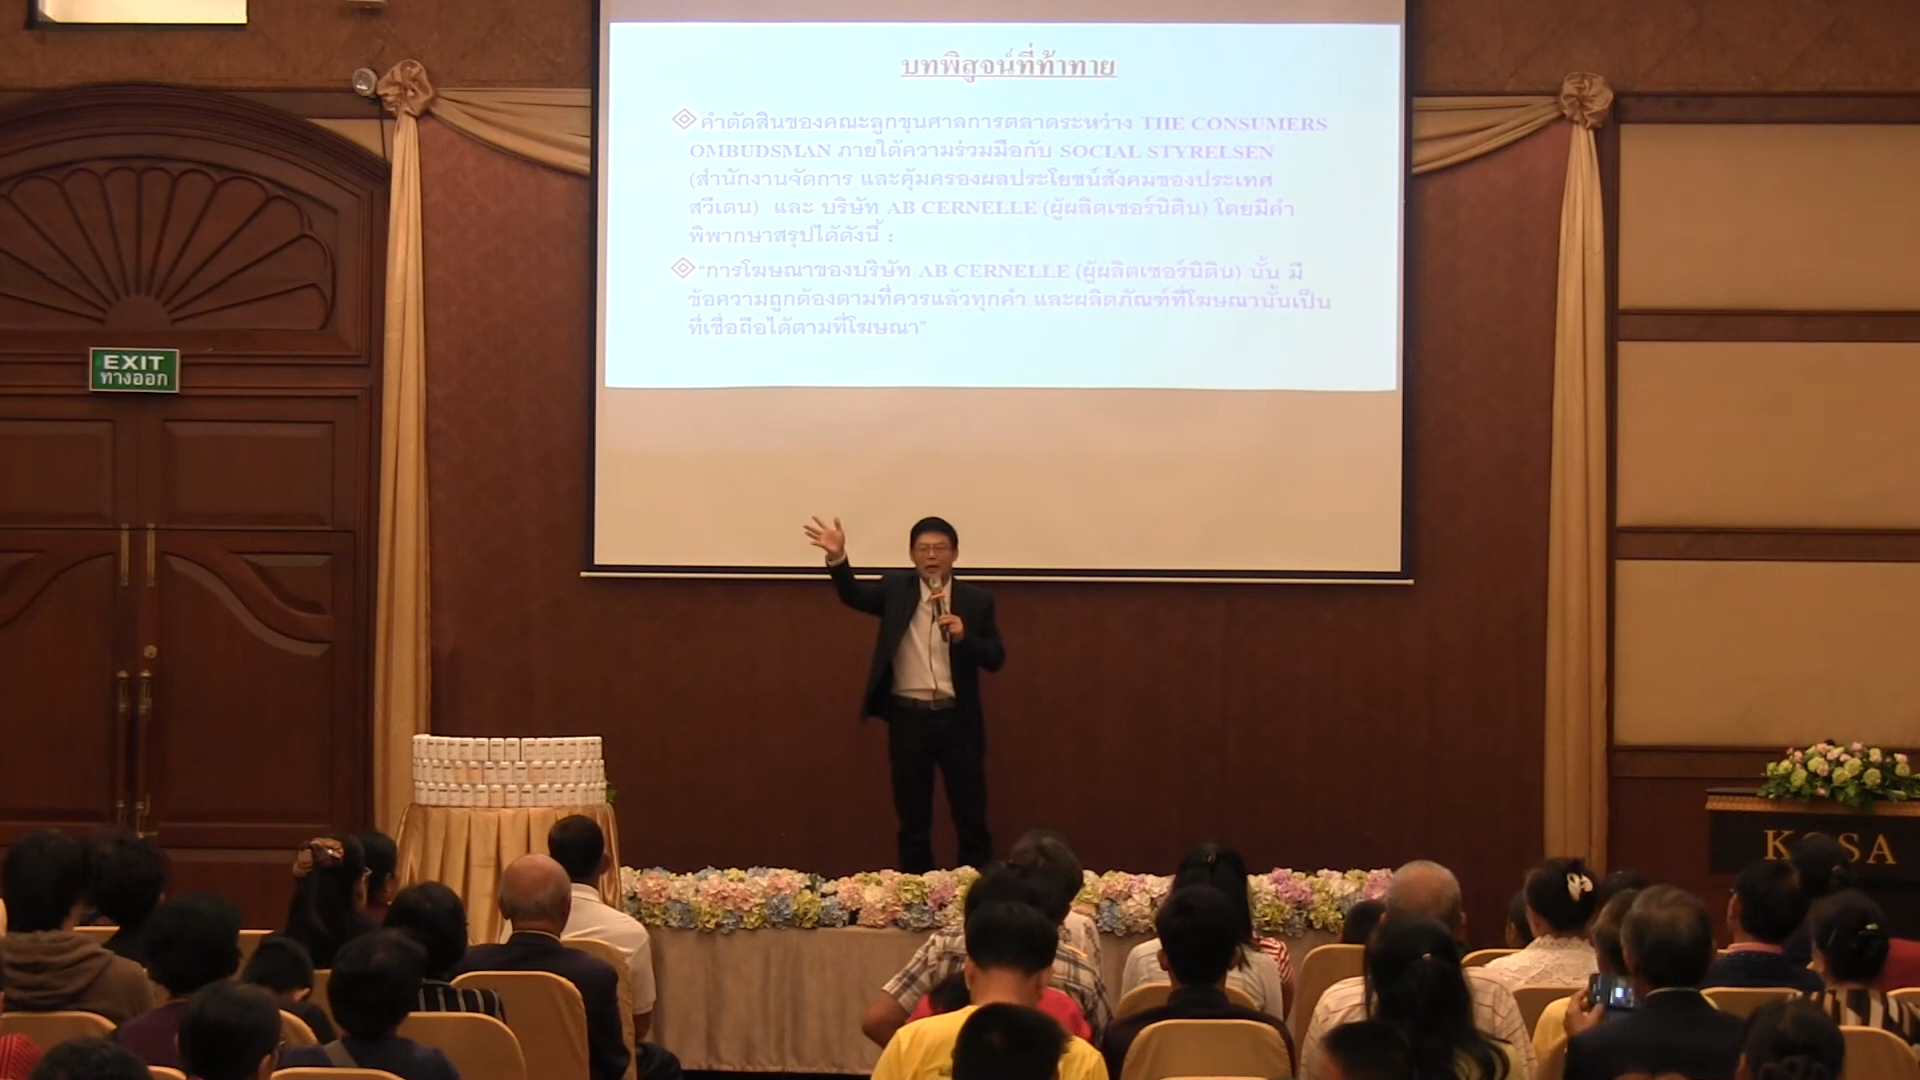 บทพิสูจน์ที่ท้าทาย
คำตัดสินของคณะลูกขุนศาลการตลาดระหว่าง THE CONSUMERS
OMBUDSMAN ภายใต้ความร่วมมือกับ SOCIAL STYRELSEN
(สำนักงานจัดการ และคุ้มครองผลประโยชน์สังคมของประเทศ
สวีเดน) และ บริษัท AB CERNELLE (ผู้ผลิตเซอร์นิติน) โดยมีคำ
พิพากษาสรุปได้ดังนี้ :
"การโฆษณาของบริษัท AB CERNELLE (ผู้ผลิตเซอร์นิติน) นั้น มี
ข้อความถูกต้องตามที่ควรแล้วทุกคำ และผลิตภัณฑ์ที่โฆษณานั้นเป็น
ที่เชื่อถือได้ตามที่โฆษณา"
EXIT
ทางออก
KOSA